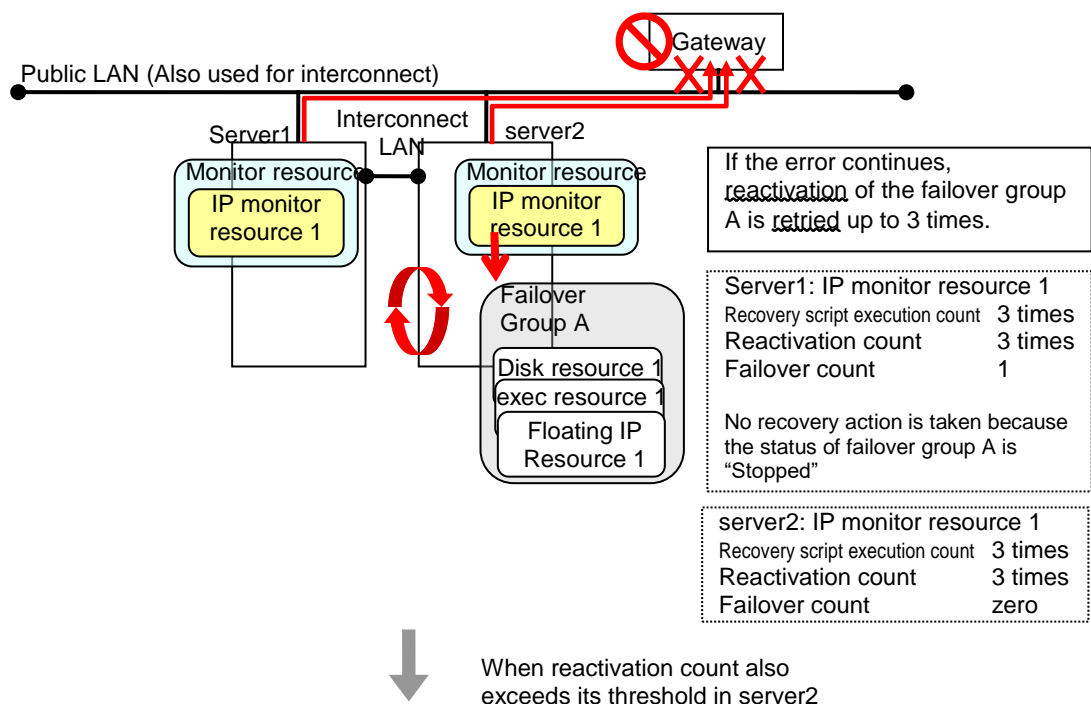 Gateway
Public LAN (Also used for interconnect)
Server1
Interconnect
LAN
server2
Monitor resource
IP monitor
resource 1
Monitor resource
IP monitor
resource 1
If the error continues,
reactivation of the failover group
A is retried up to 3 times.
Failover
Group A
Disk resource 1
exec resource 1
Floating IP
Resource 1
Server1: IP monitor resource 1
Recovery script execution count 3 times
Reactivation count 3 times
Failover count 1
No recovery action is taken because
the status of failover group A is
“Stopped”
server2: IP monitor resource 1
Recovery script execution count 3 times
Reactivation count 3 times
Failover count zero
When reactivation count also
exceeds its threshold in server2